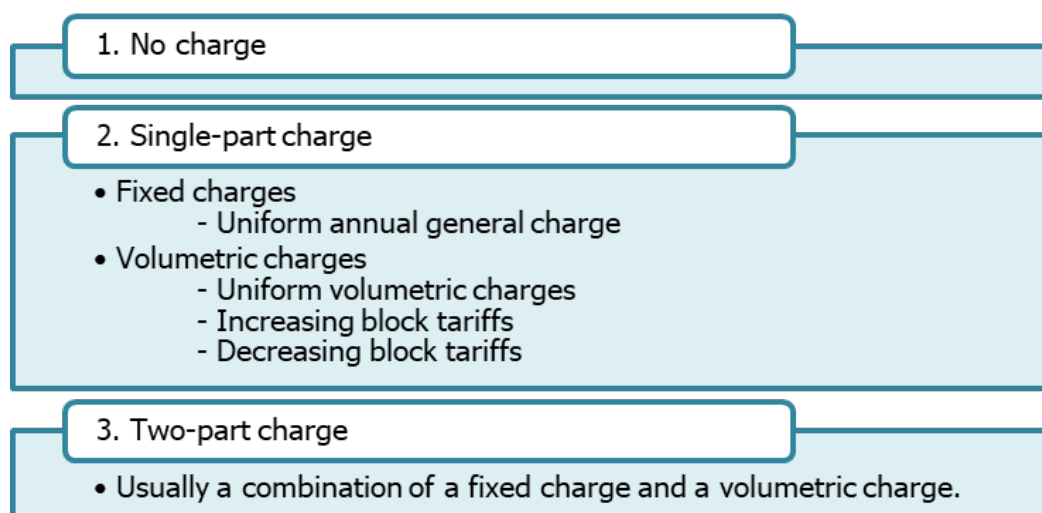 1. No charge
2. Single-part charge
• Fixed charges
- Uniform annual general charge
• Volumetric charges
- Uniform volumetric charges
- Increasing block tariffs
- Decreasing block tariffs
3. Two-part charge
• Usually a combination of a fixed charge and a volumetric charge.